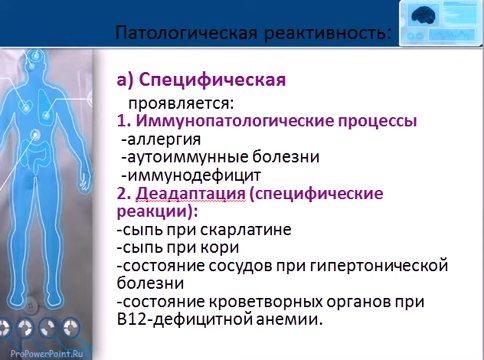 Патологическая реактивность:
а) Специфическая
проявляется:
1. Иммунопатологические процессы
-аллергия
-аутоиммунные болезни
-иммунодефицит
2. Деадаптация (специфические
реакции):
-сыпь при скарлатине
-сыпь при кори
-состояние сосудов при гипертонической
болезни
-состояние кроветворных органов при
В12-дефицитной анемии.
ProPowerPoint.Ru